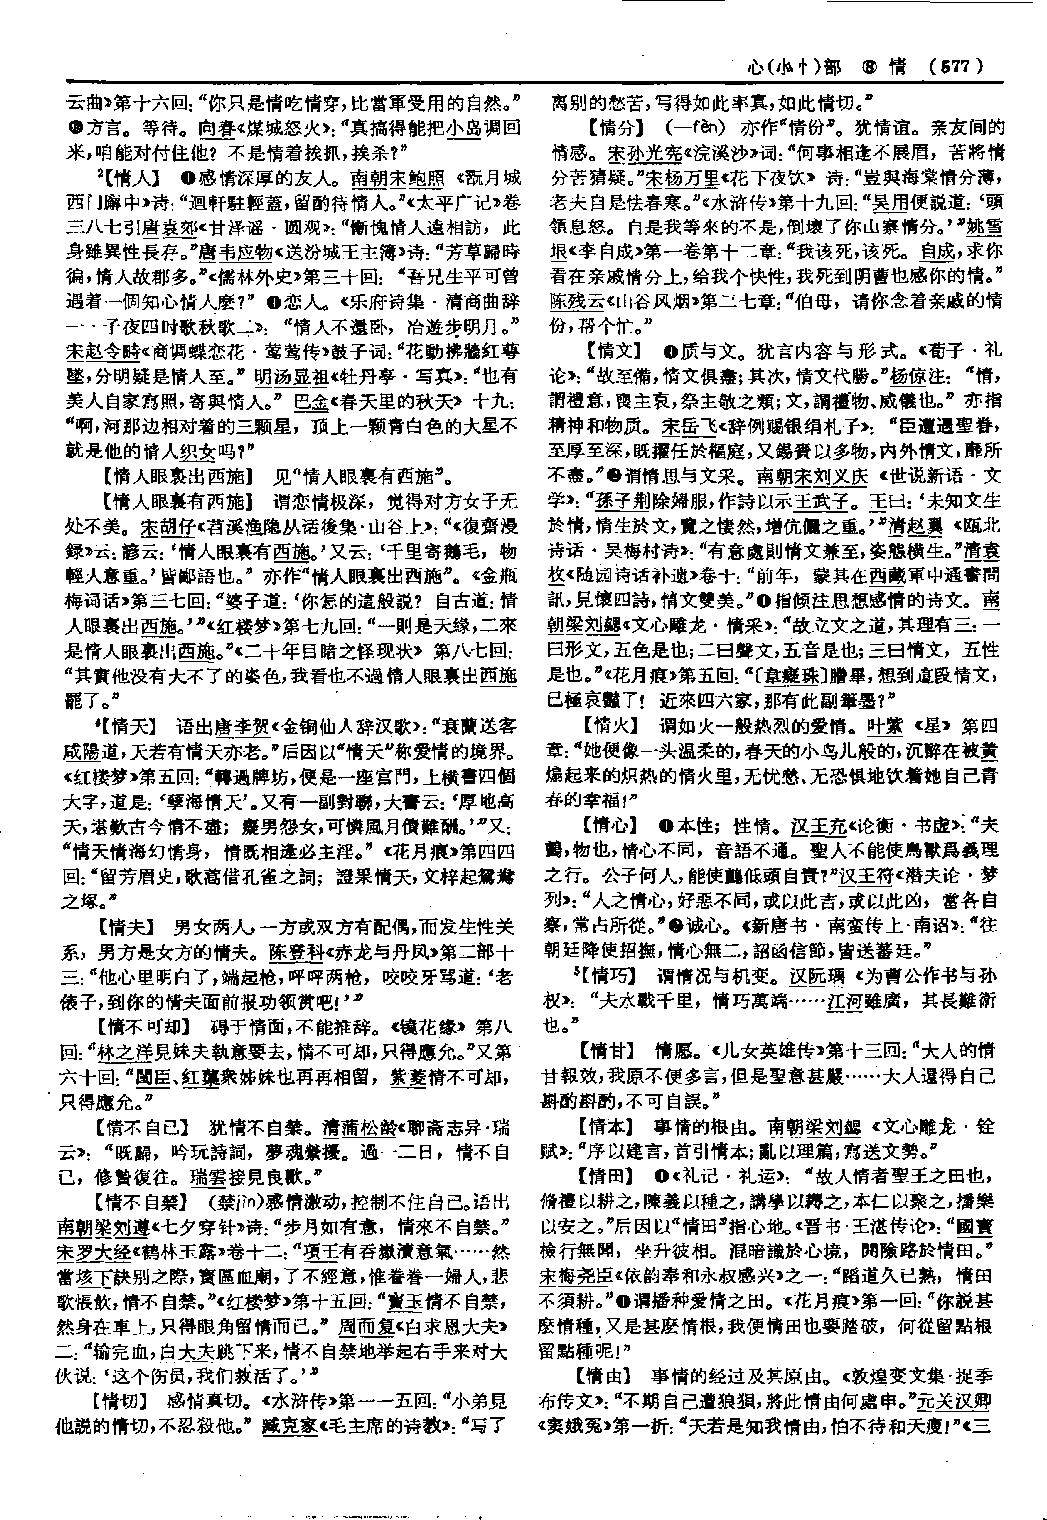 心(小忄)部 ⑧ 情 (577)
云曲》第十六回：“你只是情吃情穿，比當軍受用的自然。”
方言。等待。向春《煤城怒火》：“真搞得能把小岛调回
米，咱能对付住他？不是情着挨抓，挨杀？”
²【情人】 ❶感情深厚的友人。南朝宋鲍照《翫月城
西门廨中》诗：“迴軒駐輕蓋，留酌待情人。”《太平广记》卷
三八七引唐袁郊《甘泽谣·圆观》：“慚愧情人遠相訪，此
身雖異性長存。”唐韦应物《送汾城王主簿》诗：“芳草歸時
徧，情人故郡多。”《儒林外史》第三十回：“吾兄生平可曾
遇着一個知心情人麽？”❷恋人。《乐府诗集·清商曲辞
一·子夜四时歌秋歌二》：“情人不還卧，冶遊步明月。”
宋赵令畤《商调蝶恋花·莺莺传》鼓子词：“花動拂牆紅萼
墜，分明疑是情人至。”明汤显祖《牡丹亭·写真》：“也有
美人自家寫照，寄與情人。”巴金《春天里的秋天》十九：
“啊，河那边相对着的三颗星，顶上一颗青白色的大星不
就是他的情人织女吗？”
【情人眼裏出西施】 见“情人眼裏有西施”。
【情人眼裏有西施】 谓恋情极深，觉得对方女子无
处不美。宋胡仔《苕溪渔隐丛话後集·山谷上》：“《復齋漫
録》云：諺云：‘情人眼裏有西施。’又云：‘千里寄鵝毛，物
輕人意重。’皆鄙語也。”亦作“情人眼裏出西施”。《金瓶
梅词话》第三七回：“婆子道：‘你怎的這般説？自古道：情
人眼裏出西施。’”《红楼梦》第七九回：“一則是天緣，二來
是情人眼裏出西施。”《二十年目睹之怪现状》第八七回：
“其實他没有大不了的姿色，我看也不過情人眼裏出西施
罷了。”
⁴【情天】 语出唐李贺《金铜仙人辞汉歌》：“衰蘭送客
咸陽道，天若有情天亦老。”后因以“情天”称爱情的境界。
《红楼梦》第五回：“轉過牌坊，便是一座宫門，上横書四個
大字，道是：‘孽海情天’。又有一副對聯，大書云：‘厚地高
天，堪歎古今情不盡；癡男怨女，可憐風月債難酬。’”又：
“情天情海幻情身，情既相逢必主淫。”《花月痕》第四四
回：“留芳眉史，歌篇借孔雀之詞；證果情天，文梓起鴛鴦
之塚。”
【情夫】 男女两人，一方或双方有配偶，而发生性关
系，男方是女方的情夫。陈登科《赤龙与丹凤》第二部十
三：“他心里明白了，端起枪，呯呯两枪，咬咬牙骂道：‘老
俵子，到你的情夫面前报功领赏吧！’”
【情不可却】 碍于情面，不能推辞。《镜花缘》第八
回：“林之洋見妹夫執意要去，情不可却，只得應允。”又第
六十回：“閨臣、紅蕖衆姊妹也再再相留，紫菱情不可却，
只得應允。”
【情不自已】 犹情不自禁。清蒲松龄《聊斋志异·瑞
云》：“既歸，吟玩詩詞，夢魂縈擾。過一二日，情不自
已，修贄復往。瑞雲接見良歡。”
【情不自禁】 （禁jīn）感情激动，控制不住自己。语出
南朝梁刘遵《七夕穿针》诗：“步月如有意，情來不自禁。”
宋罗大经《鹤林玉露》卷十二：“項王有吞嶽瀆意氣……然
當垓下訣别之際，寶區血廟，了不經意，惟眷眷一婦人，悲
歌悵飲，情不自禁。”《红楼梦》第十五回：“寶玉情不自禁，
然身在車上，只得眼角留情而已。”周而复《白求恩大夫》
二：“输完血，白大夫跳下来，情不自禁地举起右手来对大
伙说：‘这个伤员，我们救活了。’”
【情切】 感情真切。《水浒传》第一一五回：“小弟見
他説的情切，不忍殺他。”臧克家《毛主席的诗教》：“写了
离别的愁苦，写得如此率真，如此情切。”
【情分】 （—fèn） 亦作“情份”。犹情谊。亲友间的
情感。宋孙光宪《浣溪沙》词：“何事相逢不展眉，苦將情
分苦猜疑。”宋杨万里《花下夜饮》诗：“豈與海棠情分薄，
老夫自是怯春寒。”《水浒传》第十九回：“吴用便説道：‘頭
領息怒。自是我等來的不是，倒壞了你山寨情分。’”姚雪
垠《李自成》第一卷第十二章：“我该死，该死。自成，求你
看在亲戚情分上，给我个快性，我死到阴曹也感你的情。”
陈残云《山谷风烟》第二七章：“伯母，请你念着亲戚的情
份，帮个忙。”
【情文】 ❶质与文。犹言内容与形式。《荀子·礼
论》：“故至備，情文俱盡；其次，情文代勝。”杨倞注：“情，
謂禮意，喪主哀，祭主敬之類；文，謂禮物、威儀也。”亦指
精神和物质。宋岳飞《辞例赐银绢札子》：“臣遭遇聖眷，
至厚至深，既擢任於樞庭，又錫賚以多物，内外情文，靡所
不盡。”❷谓情思与文采。南朝宋刘义庆《世说新语·文
学》：“孫子荆除婦服，作詩以示王武子。王曰：‘未知文生
於情，情生於文，覽之悽然，增伉儷之重。’”清赵翼《瓯北
诗话·吴梅村诗》：“有意處則情文兼至，姿態横生。”清袁
枚《随园诗话补遗》卷十：“前年，蒙其在西藏軍中通書問
訊，見懷四詩，情文雙美。”❸指倾注思想感情的诗文。南
朝梁刘勰《文心雕龙·情采》：“故立文之道，其理有三：一
曰形文，五色是也；二曰聲文，五音是也；三曰情文，五性
是也。”《花月痕》第五回：“〔韋癡珠〕謄畢，想到這段情文，
已極哀豔了！近來四六家，那有此副筆墨？”
【情火】 谓如火一般热烈的爱情。叶紫《星》第四
章：“她便像一头温柔的，春天的小鸟儿般的，沉醉在被黄
煽起来的炽热的情火里，无忧愁、无恐惧地饮着她自己青
春的幸福！”
【情心】 ❶本性；性情。汉王充《论衡·书虚》：“夫
鶴，物也，情心不同，音語不通。聖人不能使鳥獸爲義理
之行。公子何人，能使鶴低頭自責？”汉王符《潜夫论·梦
列》：“人之情心，好惡不同，或以此吉，或以此凶，當各自
察，常占所從。”❷诚心。《新唐书·南蛮传上·南诏》：“往
朝廷降使招撫，情心無二，詔函信節，皆送蕃廷。”
⁵【情巧】 谓情况与机变。汉阮瑀《为曹公作书与孙
权》：“夫水戰千里，情巧萬端……江河雖廣，其長難衛
也。”
【情甘】 情愿。《儿女英雄传》第十三回：“大人的情
甘報效，我原不便多言，但是聖意甚嚴……大人還得自己
斟酌斟酌，不可自誤。”
【情本】 事情的根由。南朝梁刘勰《文心雕龙·铨
赋》：“序以建言，首引情本；亂以理篇，寫送文勢。”
【情田】 ❶《礼记·礼运》：“故人情者聖王之田也，
脩禮以耕之，陳義以種之，講學以耨之，本仁以聚之，播樂
以安之。”后因以“情田”指心地。《晋书·王湛传论》：“國寶
檢行無聞，坐升彼相。混暗識於心境，開險路於情田。”
宋梅尧臣《依韵奉和永叔感兴》之一：“蹈道久已熟，情田
不須耕。”❷谓播种爱情之田。《花月痕》第一回：“你説甚
麽情種，又是甚麽情根，我便情田也要踏破，何從留點根
留點種呢！”
【情由】 事情的经过及其原由。《敦煌变文集·捉季
布传文》：“不期自己遭狼狽，將此情由何處申。”元关汉卿
《窦娥冤》第一折：“天若是知我情由，怕不待和天瘦！”《三